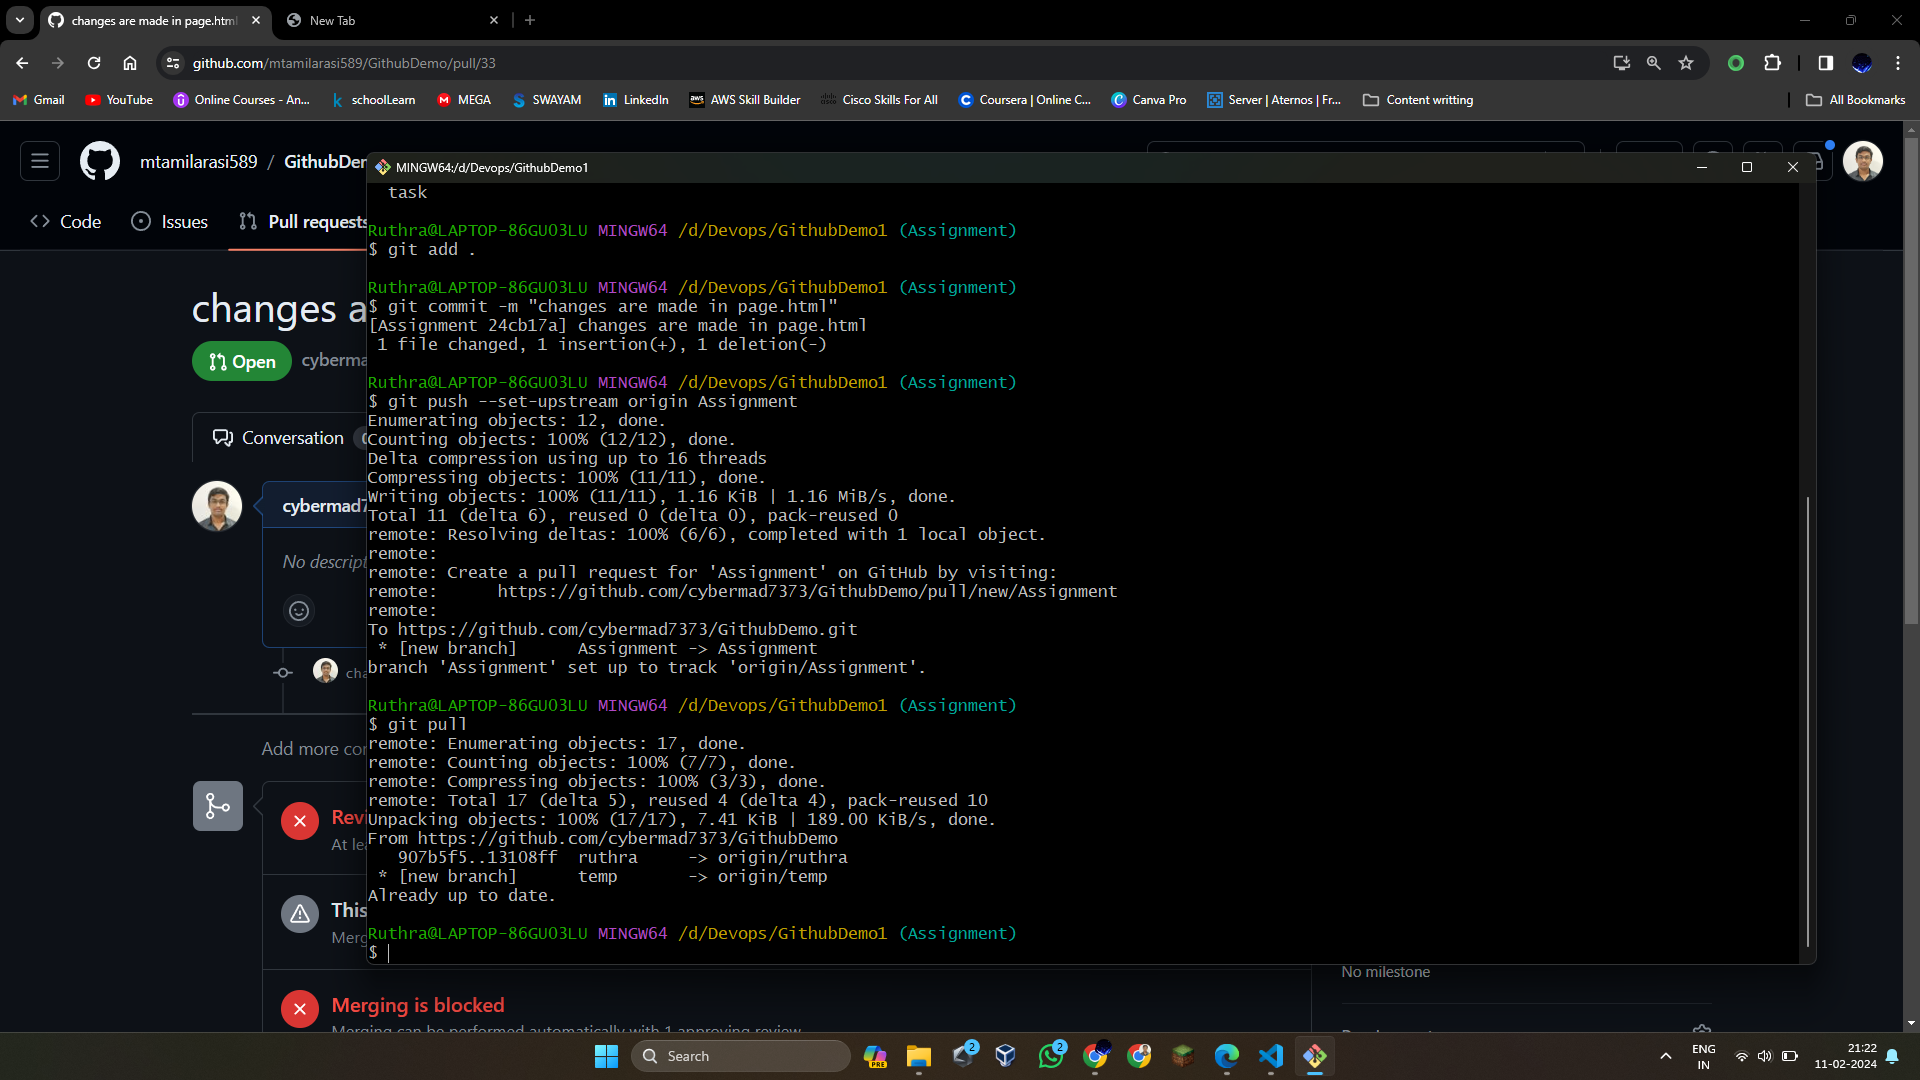 changes are made in page.html
New Tab
github.com/mtamilarasi589/GithubDemo/pull/33
Gmail
YouTube
Online Courses - An...
schoolLearn
MEGA
SWAYAM
LinkedIn
AWS Skill Builder
Cisco Skills For All
Coursera | Online C...
Canva Pro
Server | Aternos | Fr...
Content writting
All Bookmarks
mtamilarasi589 / GithubDe
MINGW64:/d/Devops/GithubDemo1
Code
Issues
Pull requests
task
Ruthra@LAPTOP-86GUO3LU MINGW64 /d/Devops/GithubDemo1 (Assignment)
$ git add .
Ruthra@LAPTOP-86GUO3LU MINGW64 /d/Devops/GithubDemo1 (Assignment)
$ git commit -m "changes are made in page.html"
[Assignment 24cb17a] changes are made in page.html
1 file changed, 1 insertion(+), 1 deletion(-)
Ruthra@LAPTOP-86GUO3LU MINGW64 /d/Devops/GithubDemo1 (Assignment)
$ git push --set-upstream origin Assignment
Enumerating objects: 12, done.
Counting objects: 100% (12/12), done.
Delta compression using up to 16 threads
Compressing objects: 100% (11/11), done.
Writing objects: 100% (11/11), 1.16 KiB | 1.16 MiB/s, done.
Total 11 (delta 6), reused 0 (delta 0), pack-reused 0
remote: Resolving deltas: 100% (6/6), completed with 1 local object.
remote:
remote: Create a pull request for 'Assignment' on GitHub by visiting:
remote: https://github.com/cybermad7373/GithubDemo/pull/new/Assignment
remote:
To https://github.com/cybermad7373/GithubDemo.git
* [new branch] Assignment -> Assignment
branch 'Assignment' set up to track 'origin/Assignment'.
Ruthra@LAPTOP-86GUO3LU MINGW64 /d/Devops/GithubDemo1 (Assignment)
$ git pull
remote: Enumerating objects: 17, done.
remote: Counting objects: 100% (7/7), done.
remote: Compressing objects: 100% (3/3), done.
remote: Total 17 (delta 5), reused 4 (delta 4), pack-reused 10
Unpacking objects: 100% (17/17), 7.41 KiB | 189.00 KiB/s, done.
From https://github.com/cybermad7373/GithubDemo
907b5f5..13108ff ruthra -> origin/ruthra
* [new branch] temp -> origin/temp
Already up to date.
Ruthra@LAPTOP-86GUO3LU MINGW64 /d/Devops/GithubDemo1 (Assignment)
$
changes a
Open
cyberma
Conversation
cybermad7
No descript
cha
Add more co
Revi
At lea
This
Merg
Merging is blocked
Merging can be performed automatically with 1 approving review.
No milestone
Search
PRE
2
2
ENG
IN
21:22
11-02-2024